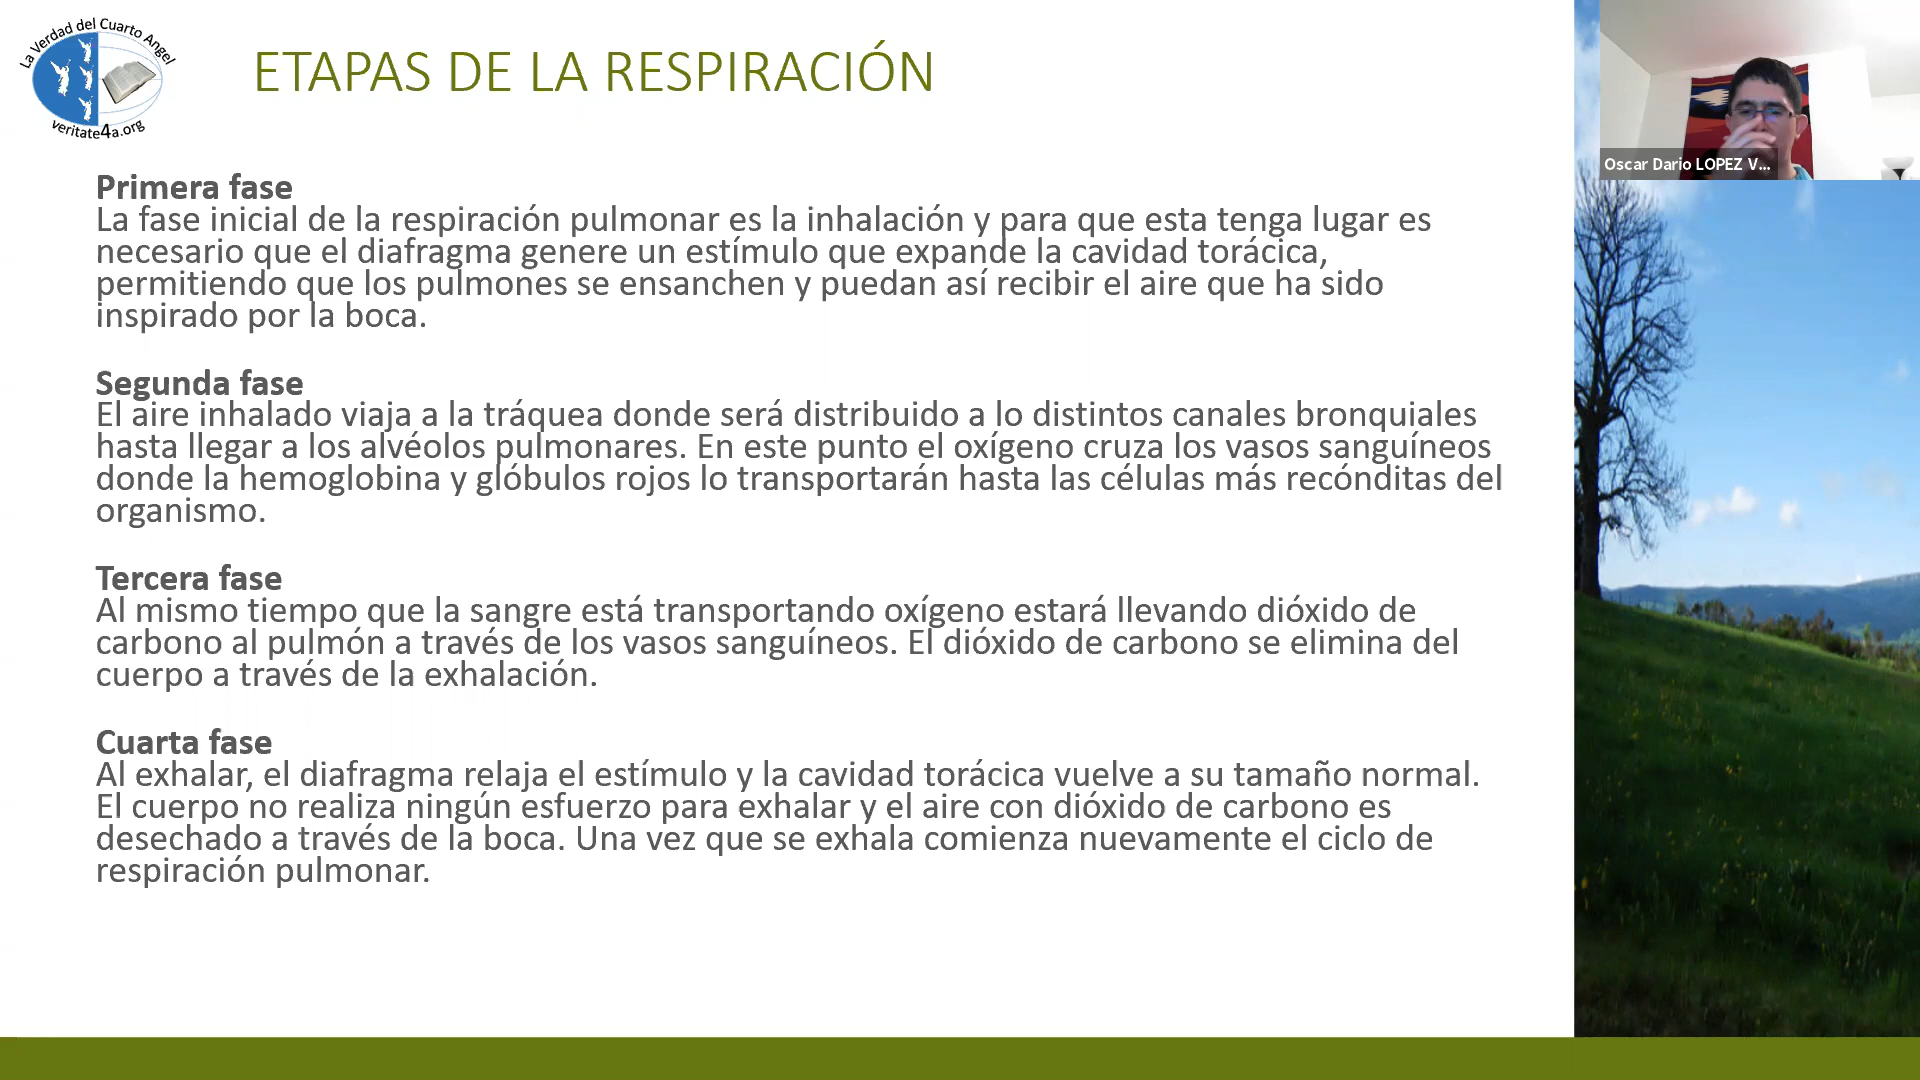 La Verdad del Cuarto Angel
veritate4a.org
ETAPAS DE LA RESPIRACIÓN
Oscar Dario LOPEZ V...
Primera fase
La fase inicial de la respiración pulmonar es la inhalación y para que esta tenga lugar es
necesario que el diafragma genere un estímulo que expande la cavidad torácica,
permitiendo que los pulmones se ensanchen y puedan así recibir el aire que ha sido
inspirado por la boca.
Segunda fase
El aire inhalado viaja a la tráquea donde será distribuido a lo distintos canales bronquiales
hasta llegar a los alvéolos pulmonares. En este punto el oxígeno cruza los vasos sanguíneos
donde la hemoglobina y glóbulos rojos lo transportarán hasta las células más recónditas del
organismo.
Tercera fase
Al mismo tiempo que la sangre está transportando oxígeno estará llevando dióxido de
carbono al pulmón a través de los vasos sanguíneos. El dióxido de carbono se elimina del
cuerpo a través de la exhalación.
Cuarta fase
Al exhalar, el diafragma relaja el estímulo y la cavidad torácica vuelve a su tamaño normal.
El cuerpo no realiza ningún esfuerzo para exhalar y el aire con dióxido de carbono es
desechado a través de la boca. Una vez que se exhala comienza nuevamente el ciclo de
respiración pulmonar.